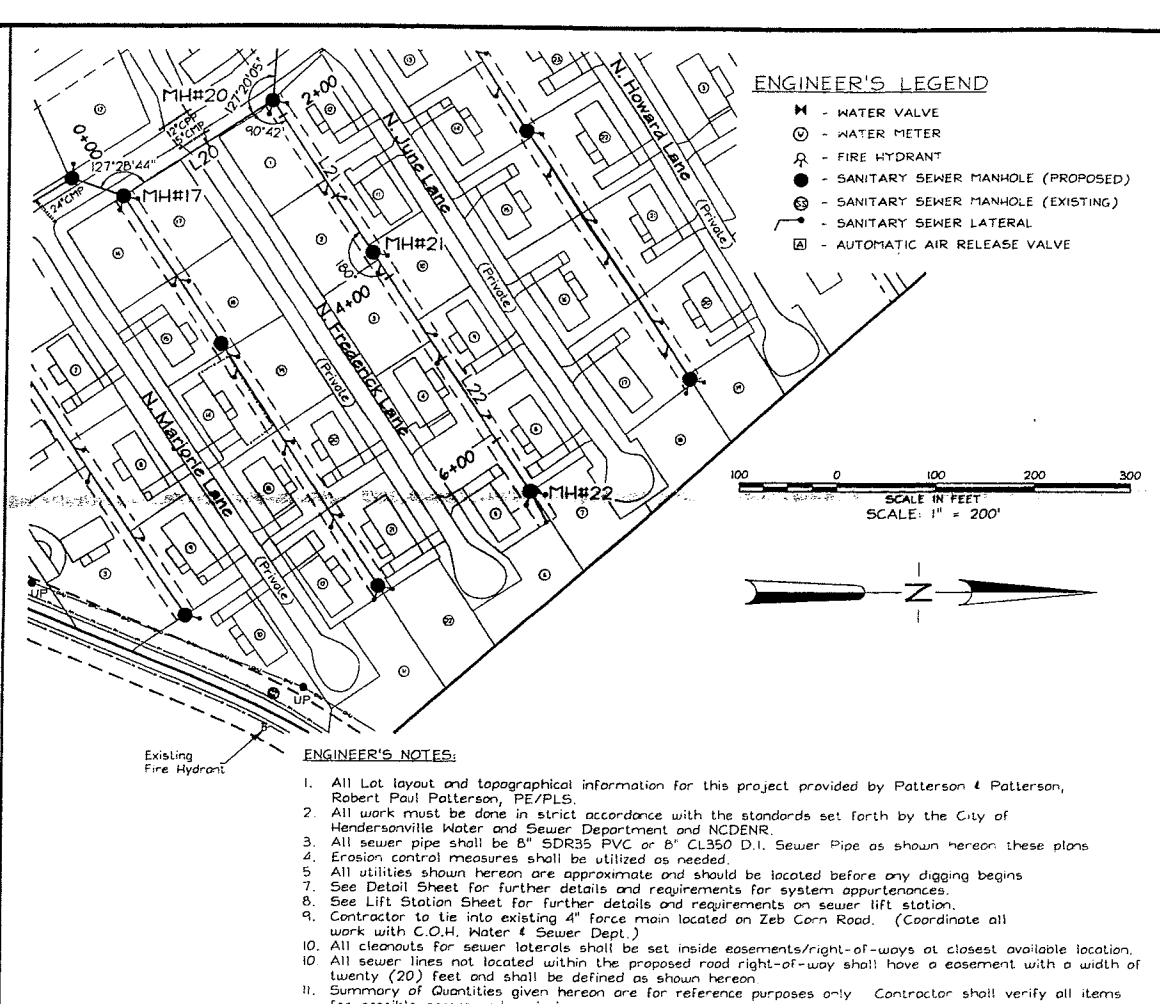 ENGINEER'S LEGEND
- WATER VALVE
- WATER METER
- FIRE HYDRANT
- SANITARY SEWER MANHOLE (PROPOSED)
- SANITARY SEWER MANHOLE (EXISTING)
- SANITARY SEWER LATERAL
A - AUTOMATIC AIR RELEASE VALVE
MH#20
127°20'05"
2+00
90°42'
12"CPP
15"CMP
20
0+00
127°28'44"
24"CMP
MH#17
L21
N. June Lane
N. Howard Lane
(Private)
MH#21
180°
4+00
(Private)
N. Frederick Lane
(Private)
L22
6+00
MH#22
N. Marjorie Lane
(Private)
UP
UP
Existing
Fire Hydrant
100 0 100 200 300
SCALE IN FEET
SCALE: 1" = 200'
N
ENGINEER'S NOTES:
1. All Lot layout and topographical information for this project provided by Patterson & Patterson,
Robert Paul Patterson, PE/PLS.
2. All work must be done in strict accordance with the standards set forth by the City of
Hendersonville Water and Sewer Department and NCDENR.
3. All sewer pipe shall be 8" SDR35 PVC or 8" CL350 D.I. Sewer Pipe as shown hereon these plans
4. Erosion control measures shall be utilized as needed.
5 All utilities shown hereon are approximate and should be located before any digging begins
7. See Detail Sheet for further details and requirements for system appurtenances.
8. See Lift Station Sheet for further details and requirements on sewer lift station.
9. Contractor to tie into existing 4" force main located on Zeb Corn Road. (Coordinate all
work with C.O.H. Water & Sewer Dept.)
10. All cleanouts for sewer laterals shall be set inside easements/right-of-ways at closest available location.
10. All sewer lines not located within the proposed road right-of-way shall have a easement with a width of
twenty (20) feet and shall be defined as shown hereon.
11. Summary of Quantities given hereon are for reference purposes only Contractor shall verify all items